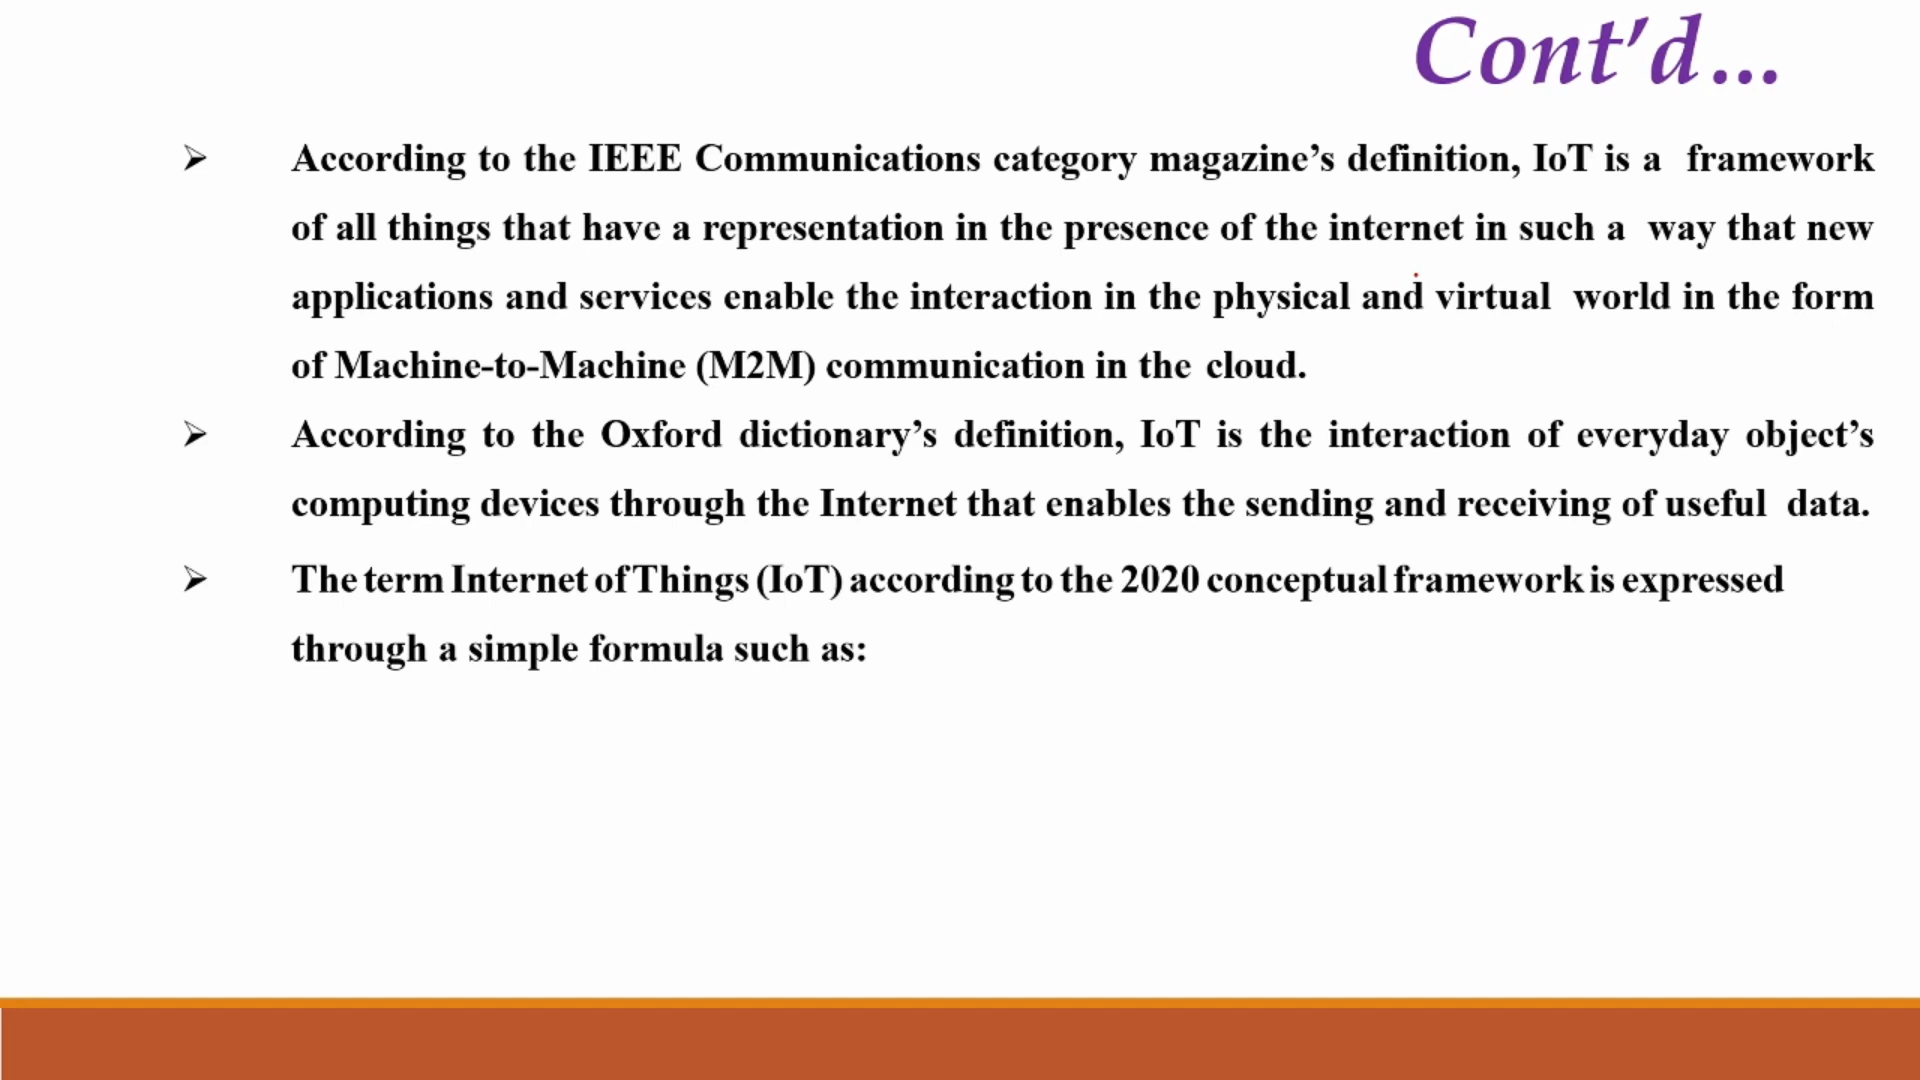 Cont'd...
➢ According to the IEEE Communications category magazine’s definition, IoT is a framework
of all things that have a representation in the presence of the internet in such a way that new
applications and services enable the interaction in the physical and virtual world in the form
of Machine-to-Machine (M2M) communication in the cloud.
➢ According to the Oxford dictionary’s definition, IoT is the interaction of everyday object’s
computing devices through the Internet that enables the sending and receiving of useful data.
➢ The term Internet of Things (IoT) according to the 2020 conceptual framework is expressed
through a simple formula such as: